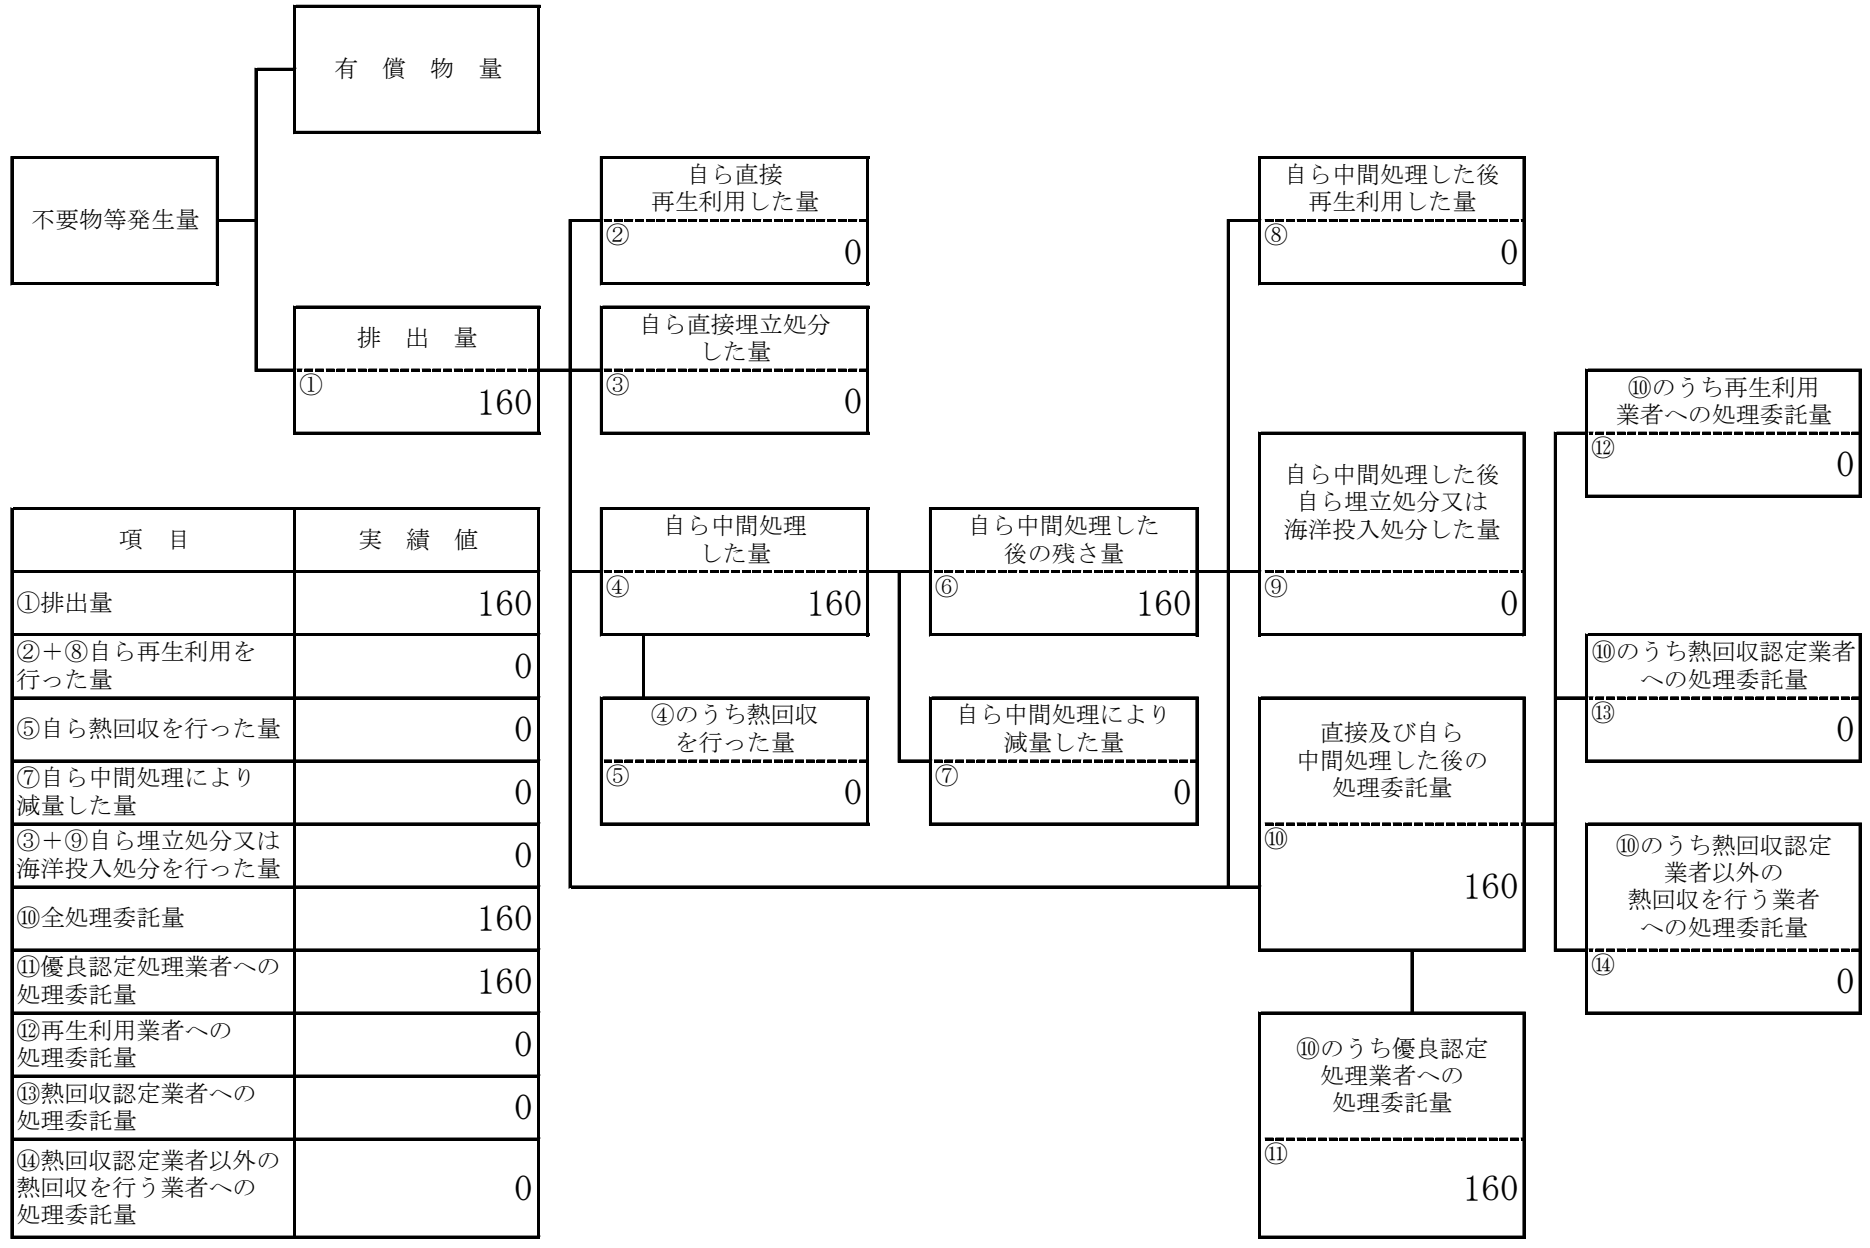 有　償　物　量
不要物等発生量
排　出　量
①
160
自ら直接
再生利用した量
②
0
自ら直接埋立処分
した量
③
0
自ら中間処理
した量
④
160
④のうち熱回収
を行った量
⑤
0
自ら中間処理した
後の残さ量
⑥
160
自ら中間処理により
減量した量
⑦
0
自ら中間処理した後
再生利用した量
⑧
0
自ら中間処理した後
自ら埋立処分又は
海洋投入処分した量
⑨
0
直接及び自ら
中間処理した後の
処理委託量
⑩
160
⑩のうち優良認定
処理業者への
処理委託量
⑪
160
⑩のうち再生利用
業者への処理委託量
⑫
0
⑩のうち熱回収認定業者
への処理委託量
⑬
0
⑩のうち熱回収認定
業者以外の
熱回収を行う業者
への処理委託量
⑭
0
項　目　実　績　値
①排出量　160
②＋⑧自ら再生利用を
行った量　0
⑤自ら熱回収を行った量　0
⑦自ら中間処理により
減量した量　0
③＋⑨自ら埋立処分又は
海洋投入処分を行った量　0
⑩全処理委託量　160
⑪優良認定処理業者への
処理委託量　160
⑫再生利用業者への
処理委託量　0
⑬熱回収認定業者への
処理委託量　0
⑭熱回収認定業者以外の
熱回収を行う業者への
処理委託量　0